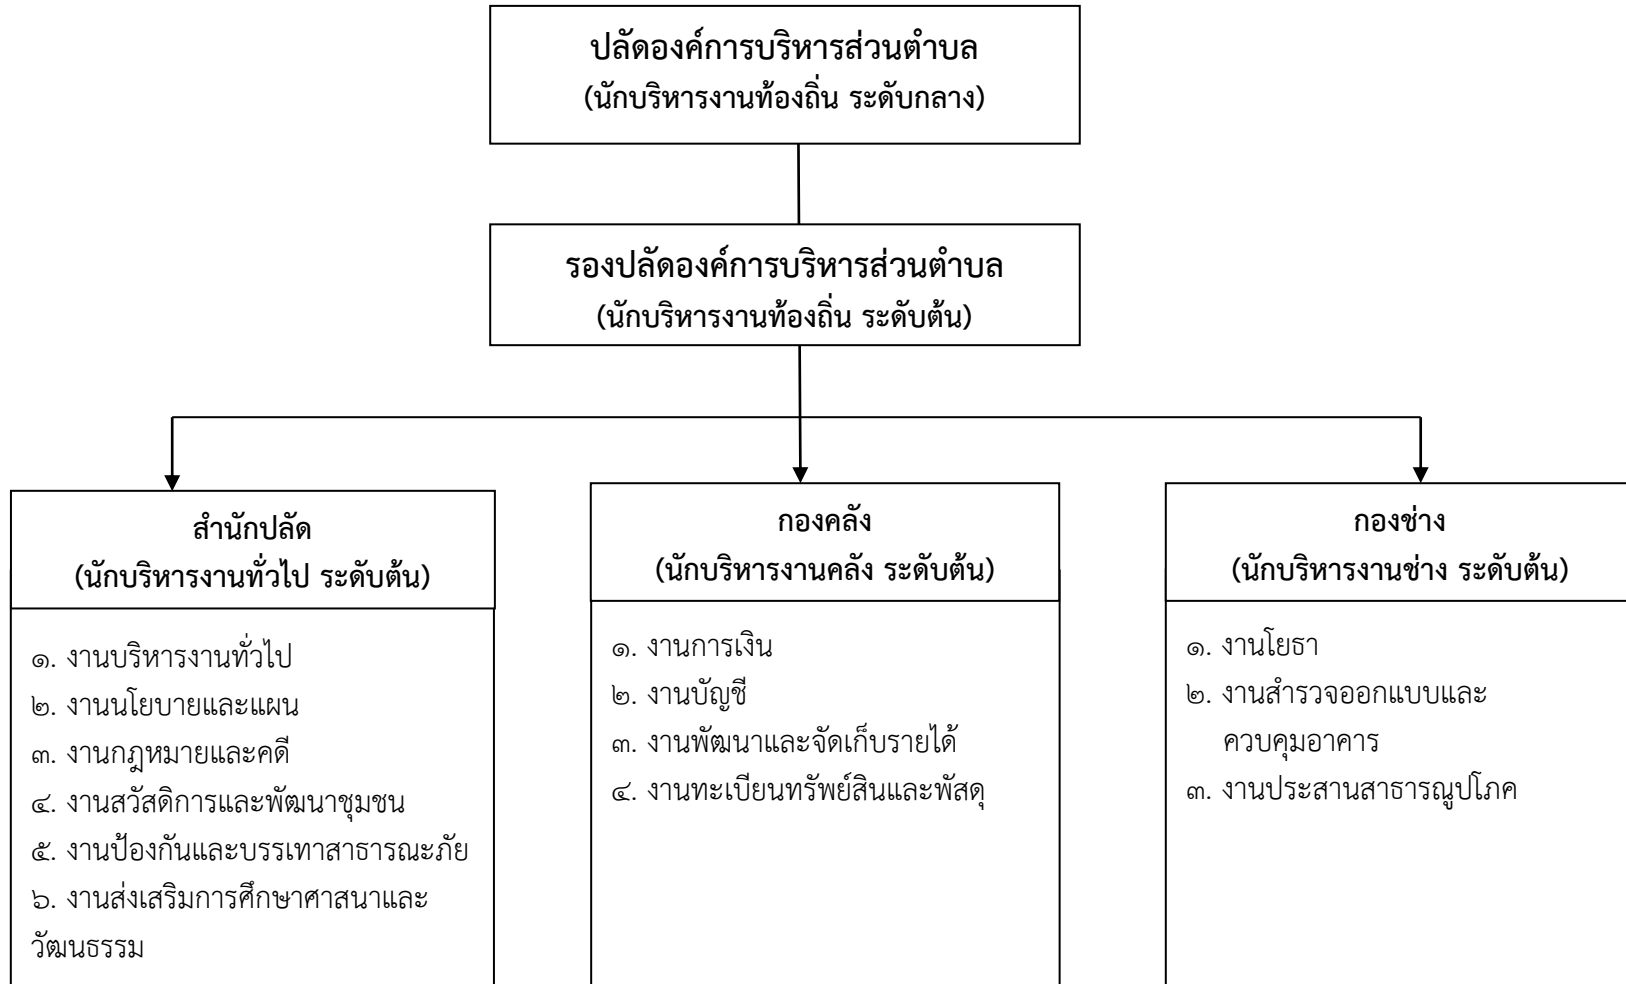 ปลัดองค์การบริหารส่วนตำบล
(นักบริหารงานท้องถิ่น ระดับกลาง)
รองปลัดองค์การบริหารส่วนตำบล
(นักบริหารงานท้องถิ่น ระดับต้น)
สำนักปลัด
(นักบริหารงานทั่วไป ระดับต้น)
๑. งานบริหารงานทั่วไป
๒. งานนโยบายและแผน
๓. งานกฎหมายและคดี
๔. งานสวัสดิการและพัฒนาชุมชน
๕. งานป้องกันและบรรเทาสาธารณะภัย
๖. งานส่งเสริมการศึกษาศาสนาและ
วัฒนธรรม
กองคลัง
(นักบริหารงานคลัง ระดับต้น)
๑. งานการเงิน
๒. งานบัญชี
๓. งานพัฒนาและจัดเก็บรายได้
๔. งานทะเบียนทรัพย์สินและพัสดุ
กองช่าง
(นักบริหารงานช่าง ระดับต้น)
๑. งานโยธา
๒. งานสำรวจออกแบบและ
ควบคุมอาคาร
๓. งานประสานสาธารณูปโภค